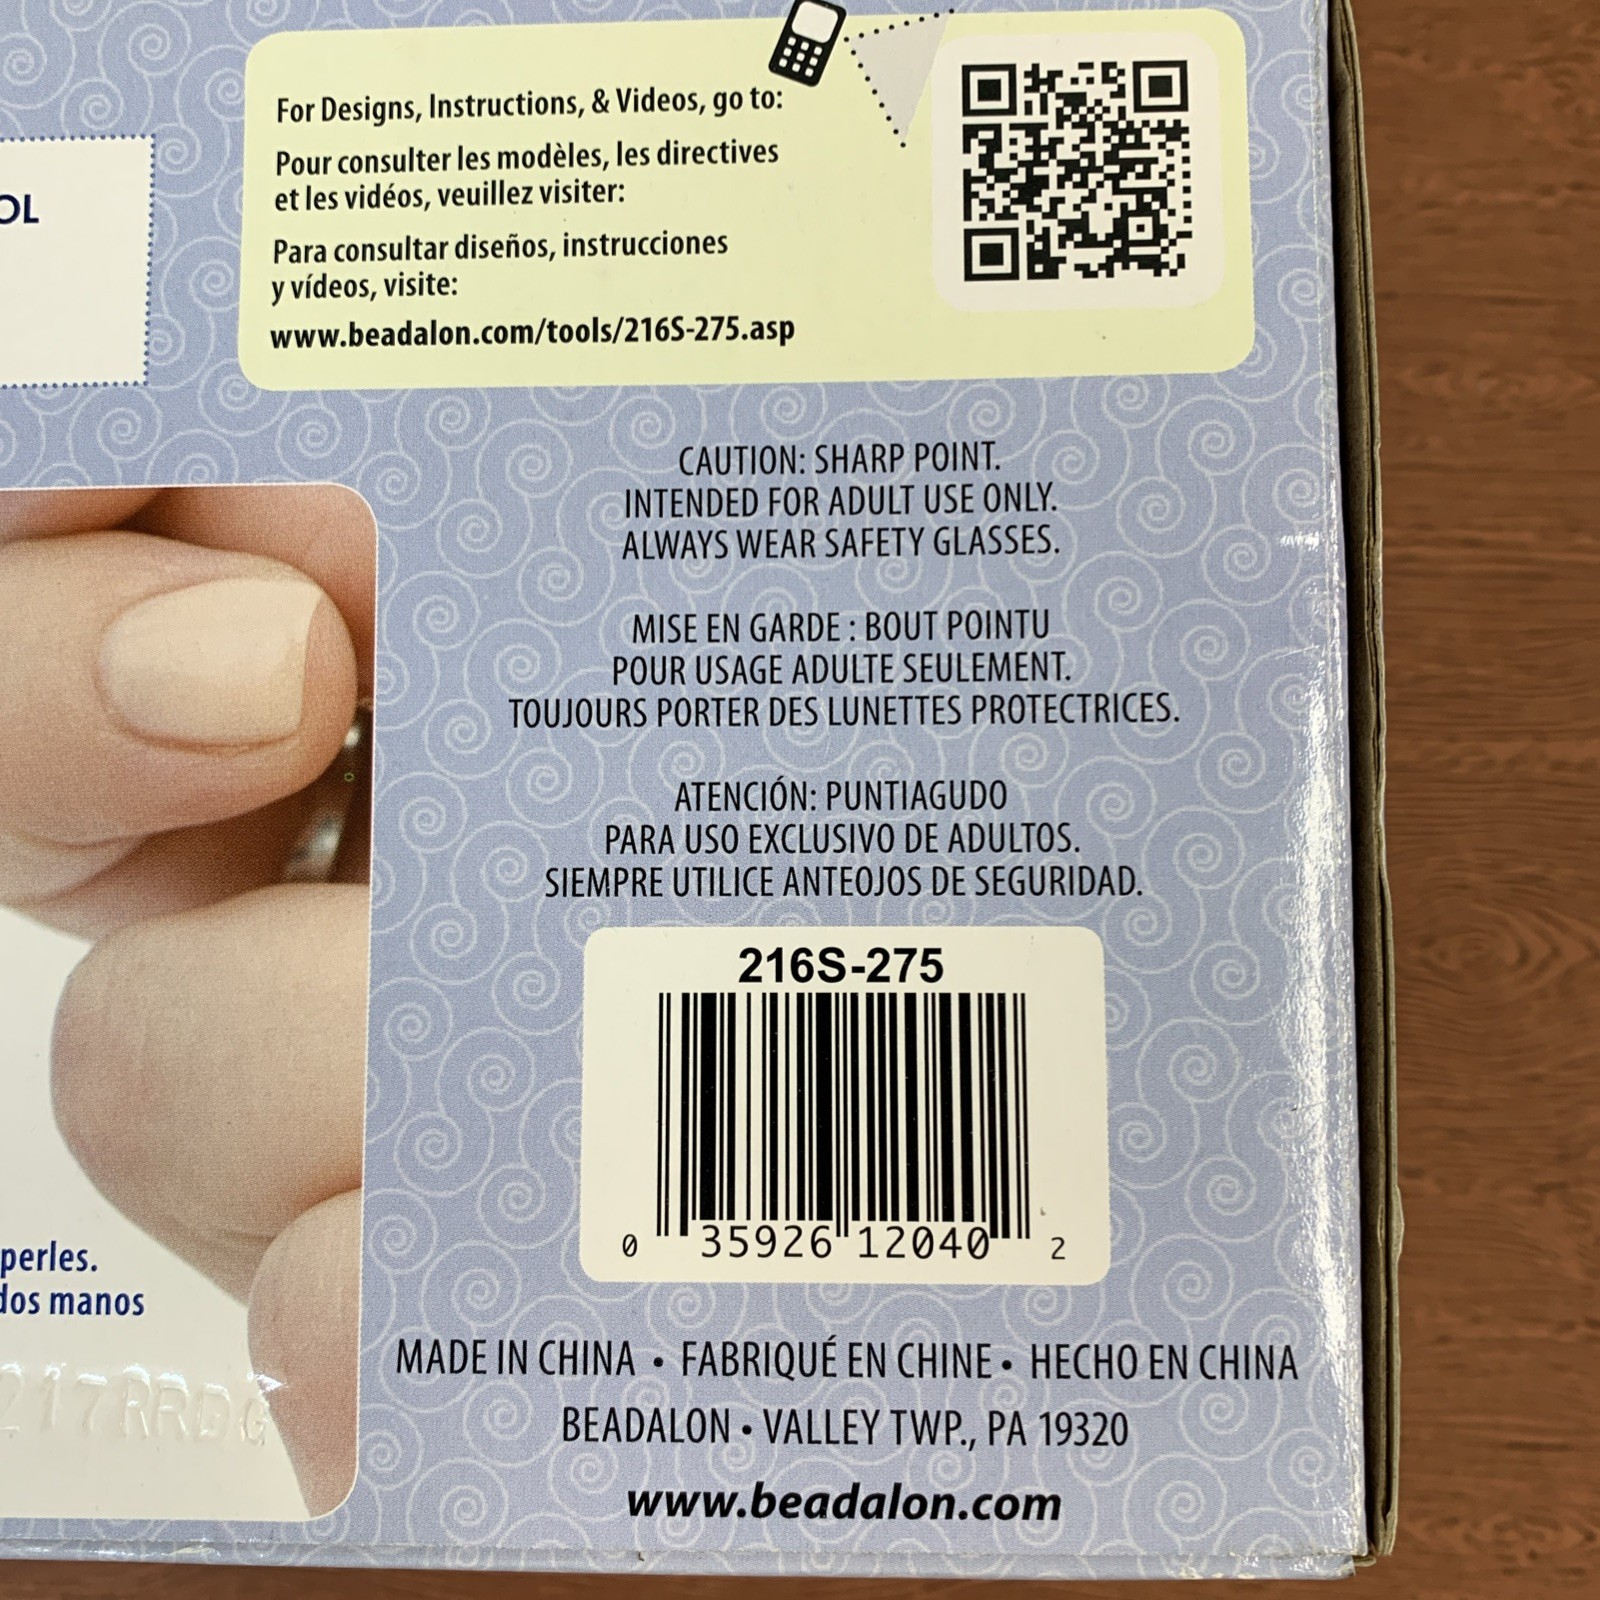 OL
For Designs, Instructions, & Videos, go to:
Pour consulter les modèles, les directives
et les vidéos, veuillez visiter:
Para consultar diseños, instrucciones
y vídeos, visite:
www.beadalon.com/tools/216S-275.asp
CAUTION: SHARP POINT.
INTENDED FOR ADULT USE ONLY.
ALWAYS WEAR SAFETY GLASSES.
MISE EN GARDE : BOUT POINTU
POUR USAGE ADULTE SEULEMENT.
TOUJOURS PORTER DES LUNETTES PROTECTRICES.
ATENCIÓN: PUNTIAGUDO
PARA USO EXCLUSIVO DE ADULTOS.
SIEMPRE UTILICE ANTEOJOS DE SEGURIDAD.
216S-275
0 35926 12040 2
perles.
dos manos
217RRDG
MADE IN CHINA • FABRIQUÉ EN CHINE • HECHO EN CHINA
BEADALON • VALLEY TWP., PA 19320
www.beadalon.com